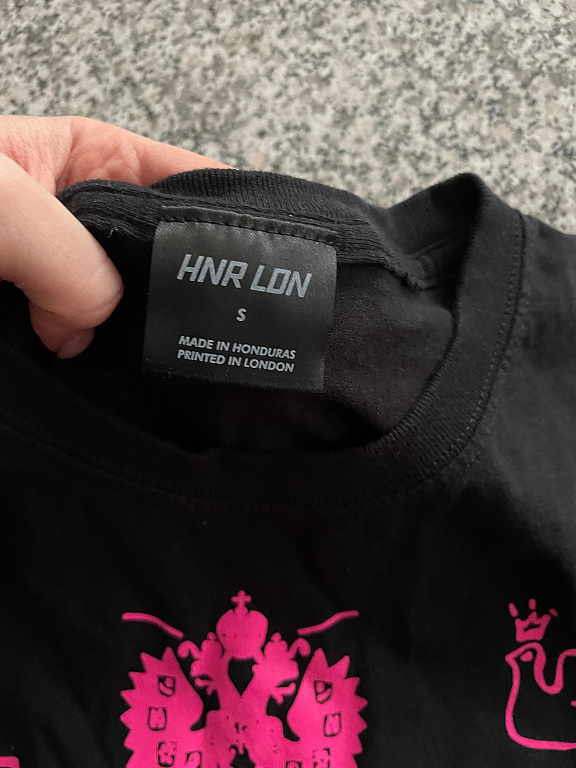 HNR LDN
S
MADE IN HONDURAS
PRINTED IN LONDON